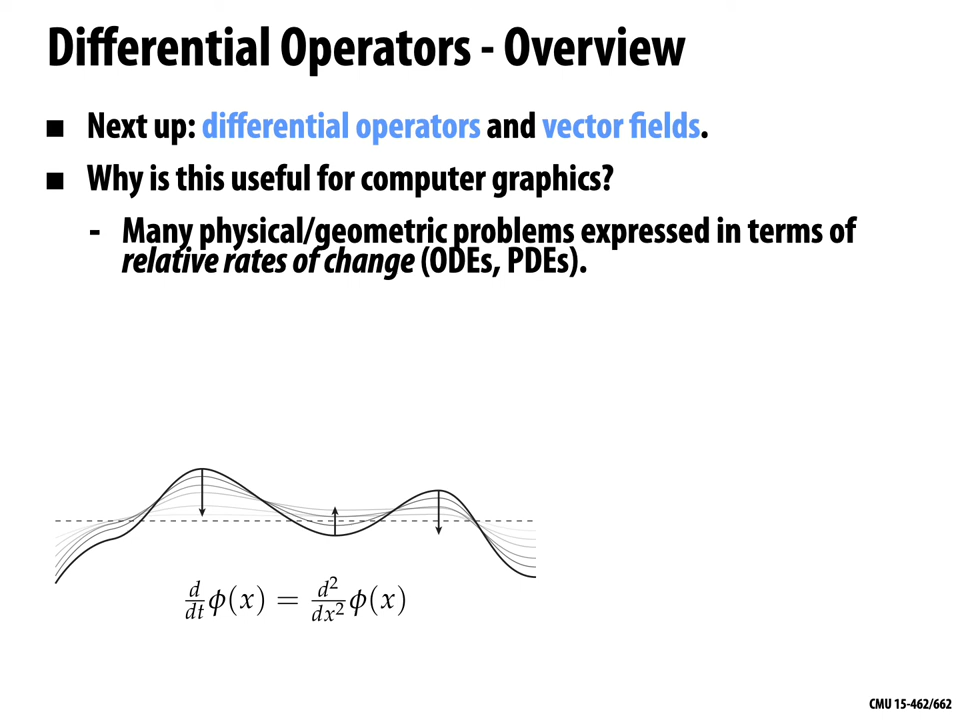 Differential Operators - Overview
■ Next up: differential operators and vector fields.
■ Why is this useful for computer graphics?
- Many physical/geometric problems expressed in terms of
relative rates of change (ODEs, PDEs).
d/dt ϕ(x) = d²/dx² ϕ(x)
CMU 15-462/662